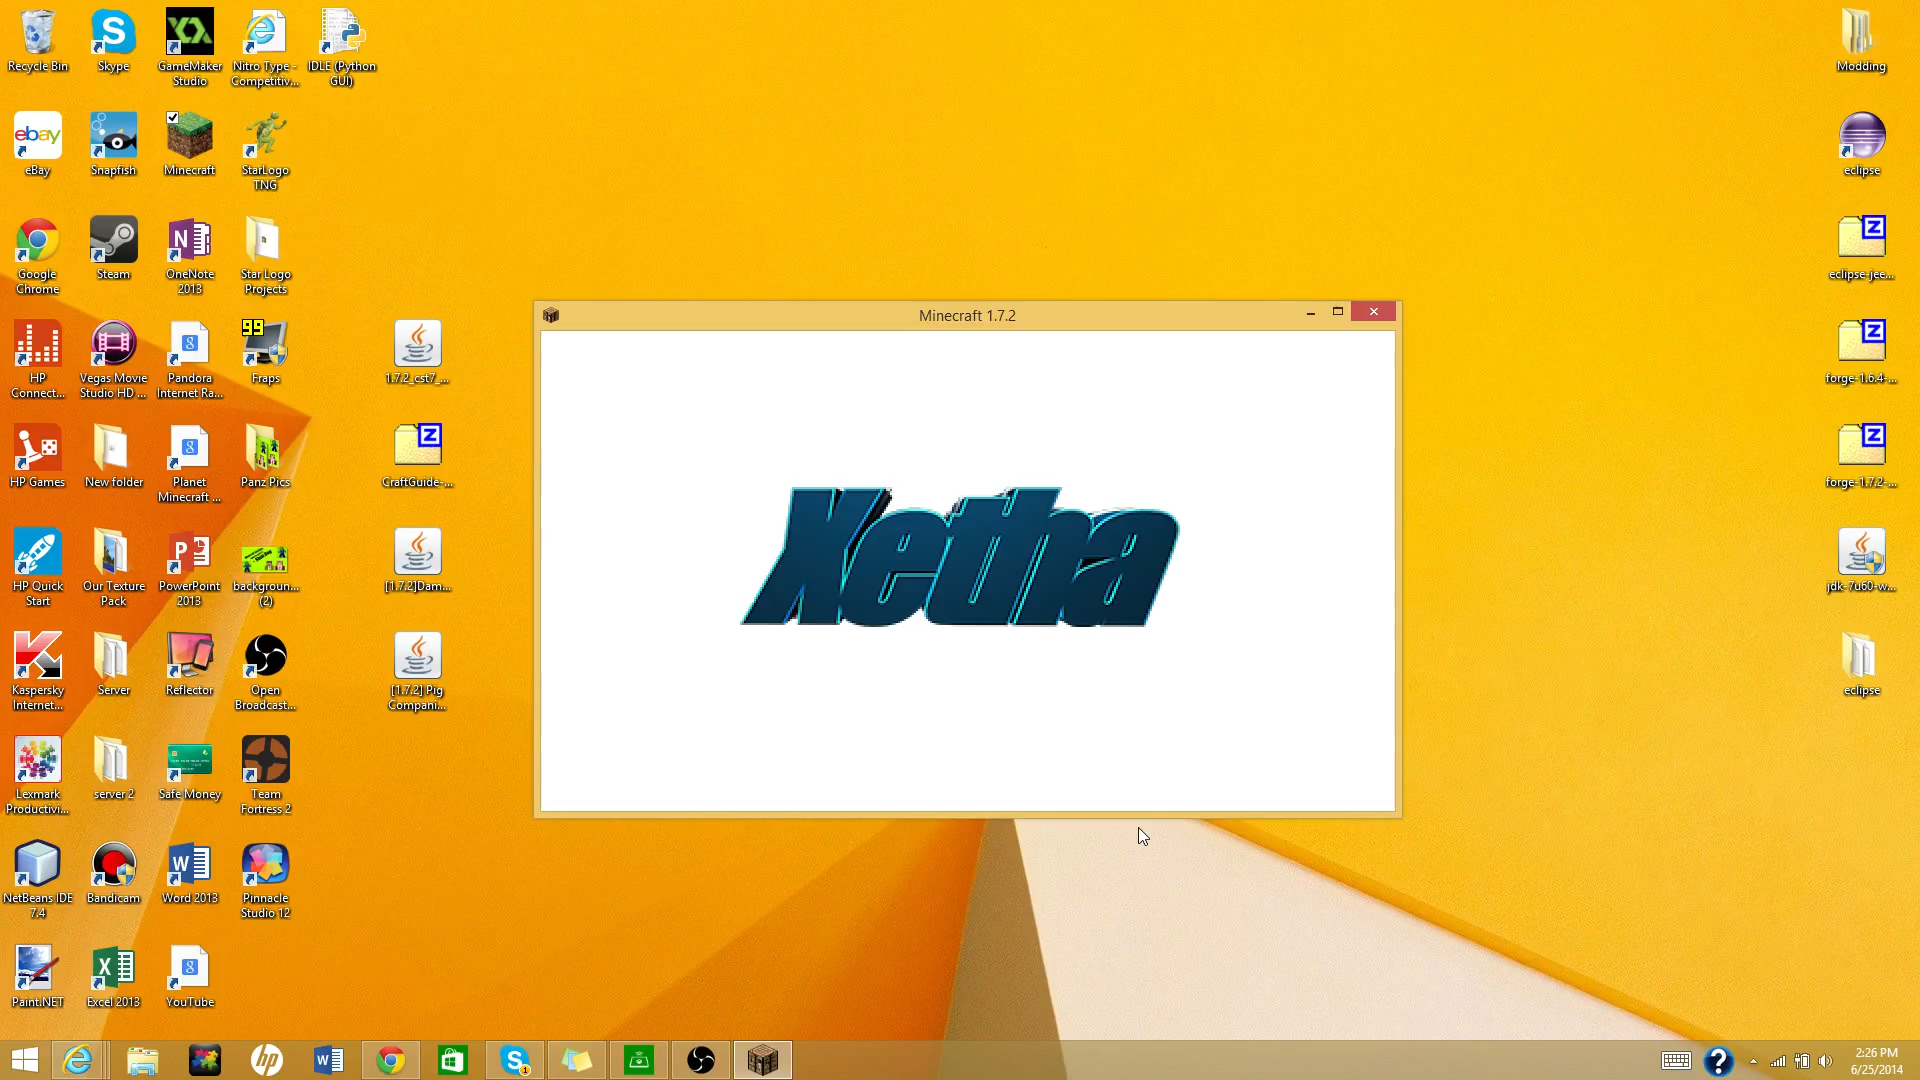 Recycle Bin
Skype
GameMaker
Studio
Nitro Type -
Competitiv...
IDLE (Python
GUI)
Modding
ebay
eBay
Snapfish
Minecraft
StarLogo
TNG
eclipse
Google
Chrome
Steam
OneNote
2013
Star Logo
Projects
eclipse-jee...
Minecraft 1.7.2
99
HP
Connect...
Vegas Movie
Studio HD ...
Pandora
Internet Ra...
Fraps
1.7.2_cst7_...
forge-1.6.4-...
HP Games
New folder
Planet
Minecraft ...
Panz Pics
CraftGuide-...
forge-1.7.2-...
Xetha
HP Quick
Start
Our Texture
Pack
PowerPoint
2013
backgroun...
(2)
[1.7.2]Dam...
jdk-7u60-w...
Kaspersky
Internet...
Server
Reflector
Open
Broadcast...
[1.7.2] Pig
Compani...
eclipse
Lexmark
Productivi...
server 2
Safe Money
Team
Fortress 2
NetBeans IDE
7.4
Bandicam
Word 2013
Pinnacle
Studio 12
Paint.NET
Excel 2013
YouTube
hp
1
2:26 PM
6/25/2014